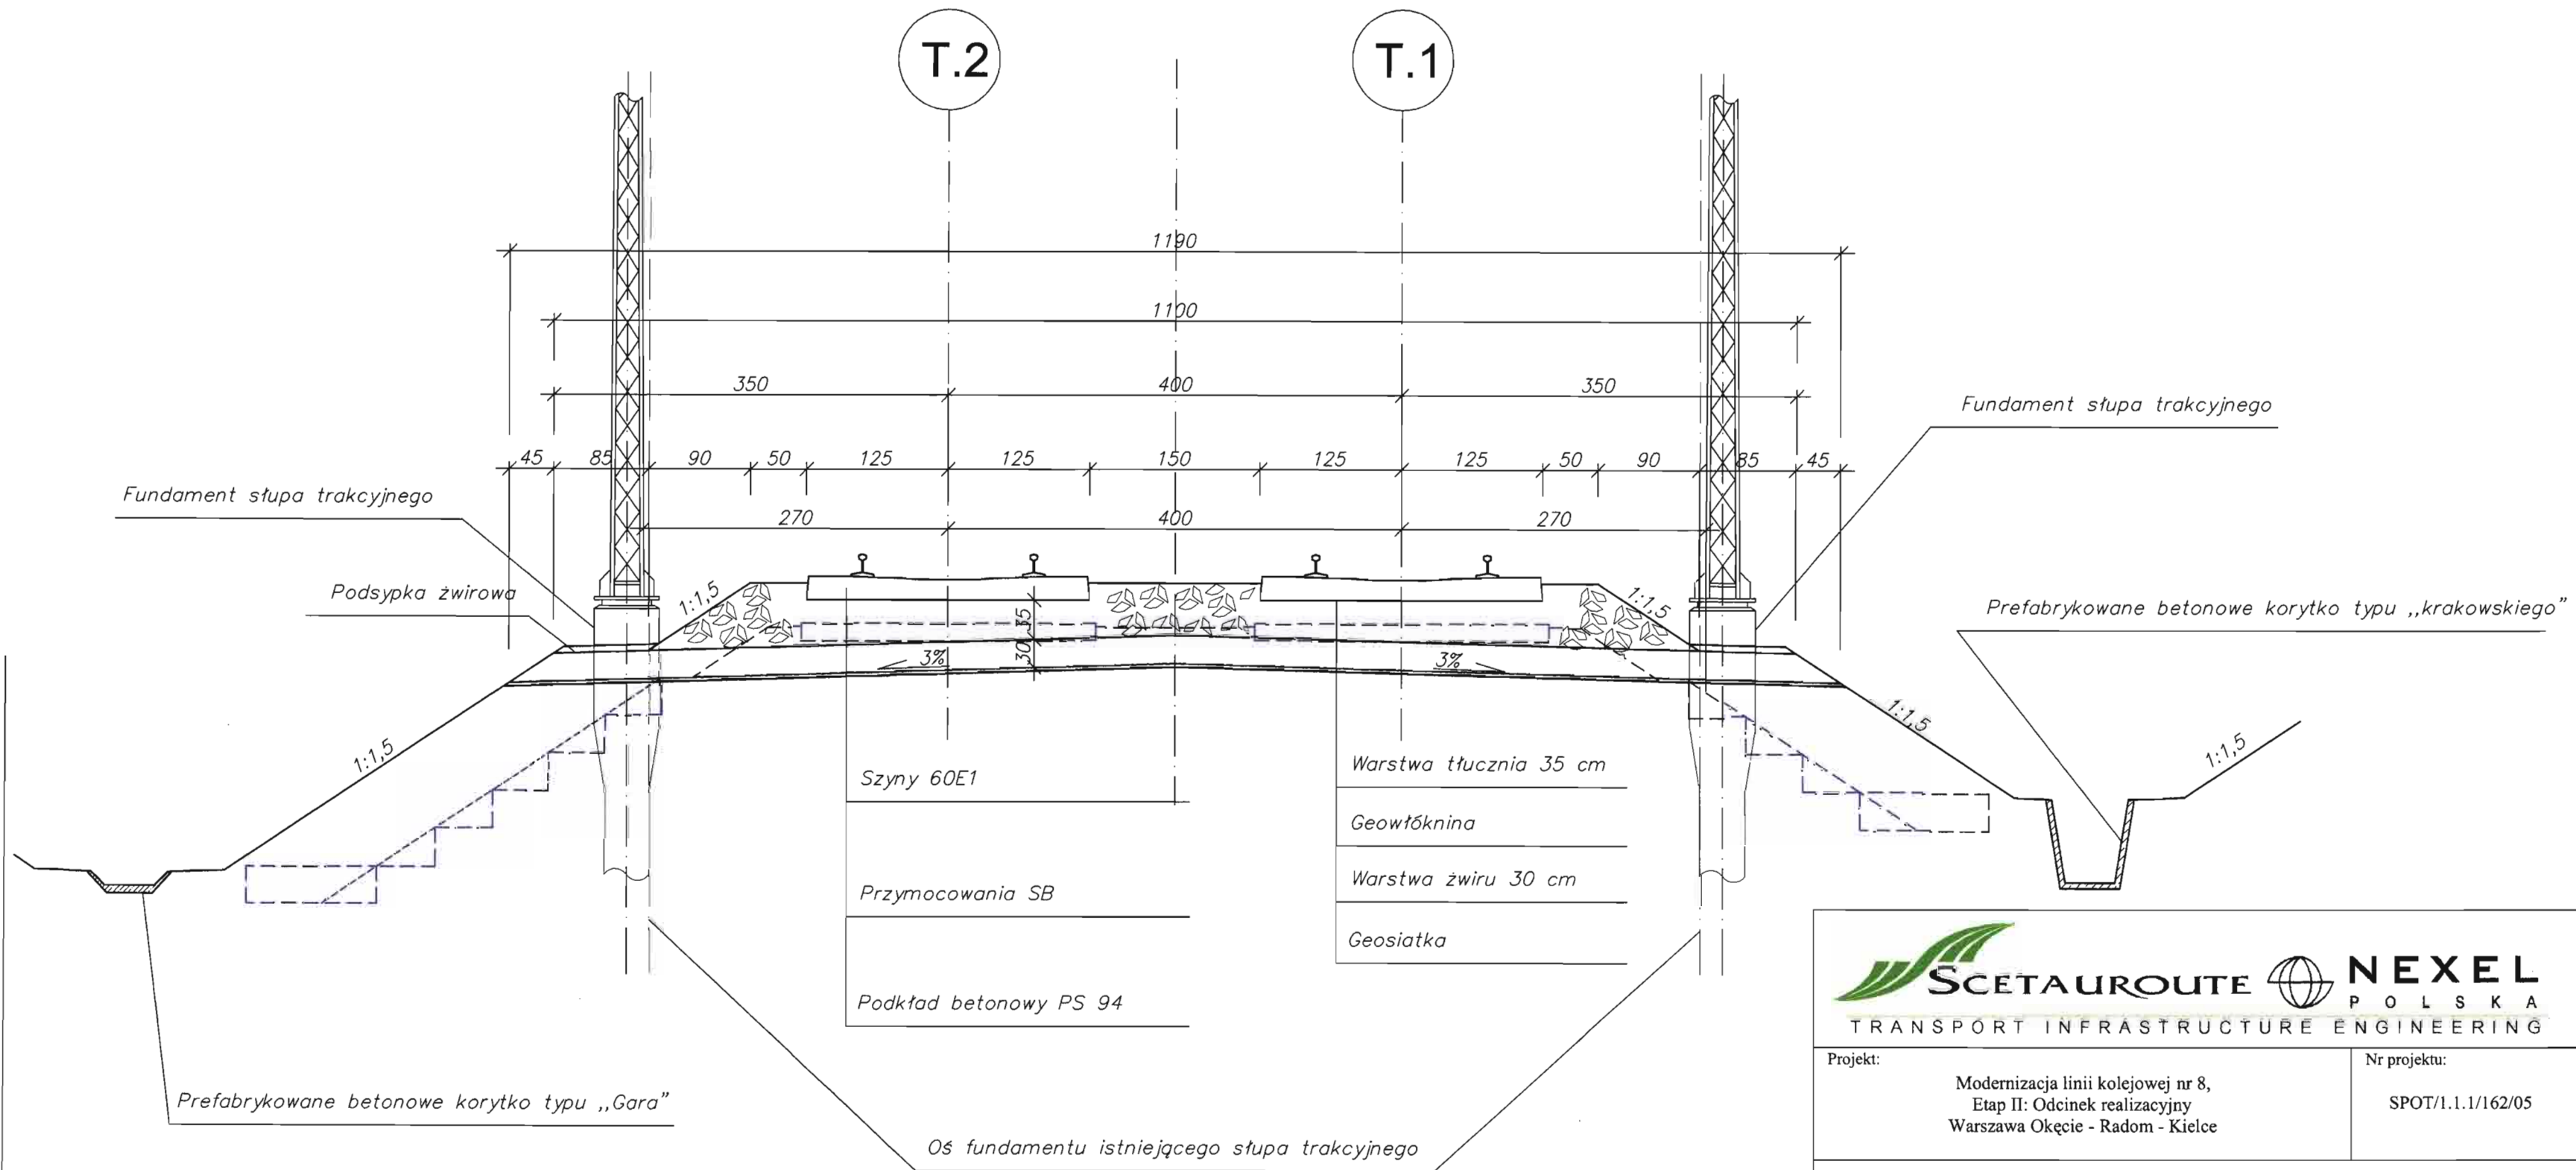 T.2
T.1
1190
1100
350
400
350
45
85
90
50
125
125
150
125
125
50
90
85
45
270
400
270
Fundament słupa trakcyjnego
Fundament słupa trakcyjnego
Podsypka żwirowa
Prefabrykowane betonowe korytko typu ,,krakowskiego"
1:1,5
1:1,5
35
30
3%
3%
1:1,5
1:1,5
1:1,5
Szyny 60E1
Przymocowania SB
Podkład betonowy PS 94
Warstwa tłucznia 35 cm
Geowłóknina
Warstwa żwiru 30 cm
Geosiatka
Prefabrykowane betonowe korytko typu ,,Gara"
Oś fundamentu istniejącego słupa trakcyjnego
SCETAUROUTE
NEXEL
POLSKA
TRANSPORT INFRASTRUCTURE ENGINEERING
Projekt:
Modernizacja linii kolejowej nr 8,
Etap II: Odcinek realizacyjny
Warszawa Okęcie - Radom - Kielce
Nr projektu:
SPOT/1.1.1/162/05